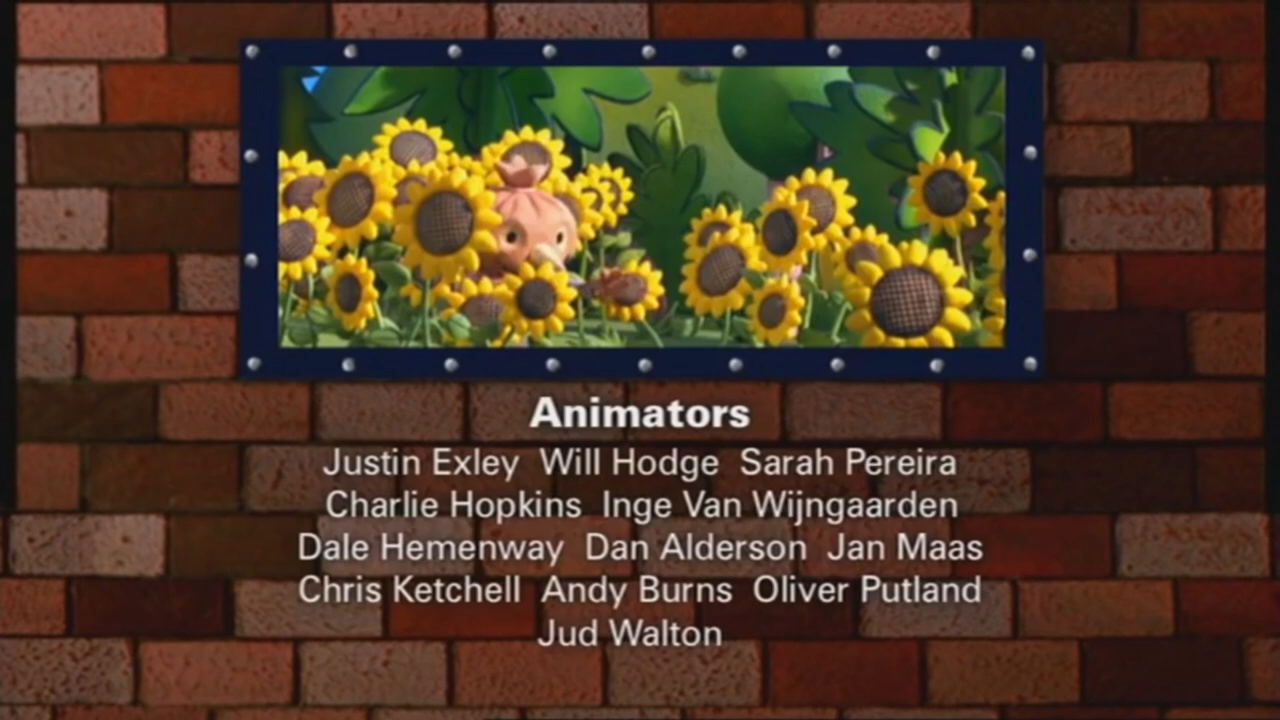 Animators
Justin Exley  Will Hodge  Sarah Pereira
Charlie Hopkins  Inge Van Wijngaarden
Dale Hemenway  Dan Alderson  Jan Maas
Chris Ketchell  Andy Burns  Oliver Putland
Jud Walton